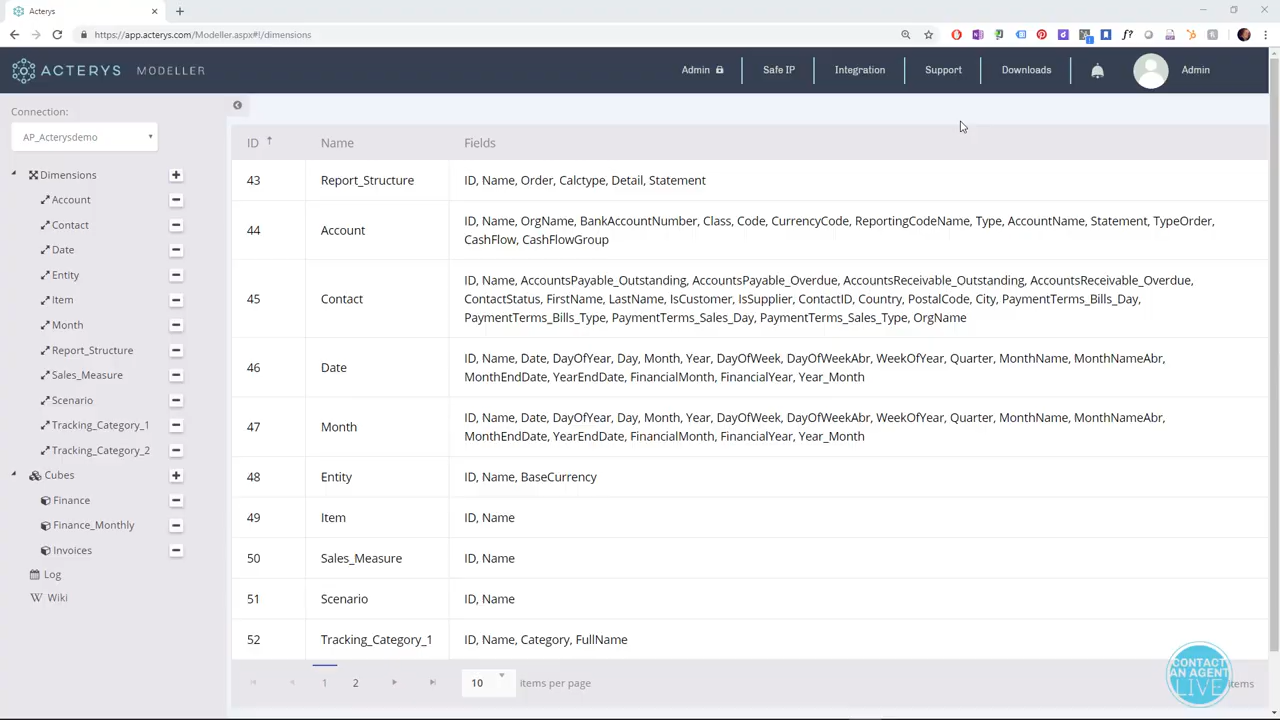 Acterys
https://app.acterys.com/Modeller.aspx#!/dimensions
ACTERYS MODELLER
Admin
Safe IP
Integration
Support
Downloads
Admin
Connection:
AP_Acterysdemo
Dimensions
Account
Contact
Date
Entity
Item
Month
Report_Structure
Sales_Measure
Scenario
Tracking_Category_1
Tracking_Category_2
Cubes
Finance
Finance_Monthly
Invoices
Log
Wiki
ID Name Fields
43 Report_Structure ID, Name, Order, Calctype, Detail, Statement
44 Account ID, Name, OrgName, BankAccountNumber, Class, Code, CurrencyCode, ReportingCodeName, Type, AccountName, Statement, TypeOrder,
CashFlow, CashFlowGroup
45 Contact ID, Name, AccountsPayable_Outstanding, AccountsPayable_Overdue, AccountsReceivable_Outstanding, AccountsReceivable_Overdue,
ContactStatus, FirstName, LastName, IsCustomer, IsSupplier, ContactID, Country, PostalCode, City, PaymentTerms_Bills_Day,
PaymentTerms_Bills_Type, PaymentTerms_Sales_Day, PaymentTerms_Sales_Type, OrgName
46 Date ID, Name, Date, DayOfYear, Day, Month, Year, DayOfWeek, DayOfWeekAbr, WeekOfYear, Quarter, MonthName, MonthNameAbr,
MonthEndDate, YearEndDate, FinancialMonth, FinancialYear, Year_Month
47 Month ID, Name, Date, DayOfYear, Day, Month, Year, DayOfWeek, DayOfWeekAbr, WeekOfYear, Quarter, MonthName, MonthNameAbr,
MonthEndDate, YearEndDate, FinancialMonth, FinancialYear, Year_Month
48 Entity ID, Name, BaseCurrency
49 Item ID, Name
50 Sales_Measure ID, Name
51 Scenario ID, Name
52 Tracking_Category_1 ID, Name, Category, FullName
1 2 10 items per page
CONTACT
AN AGENT
LIVE
items